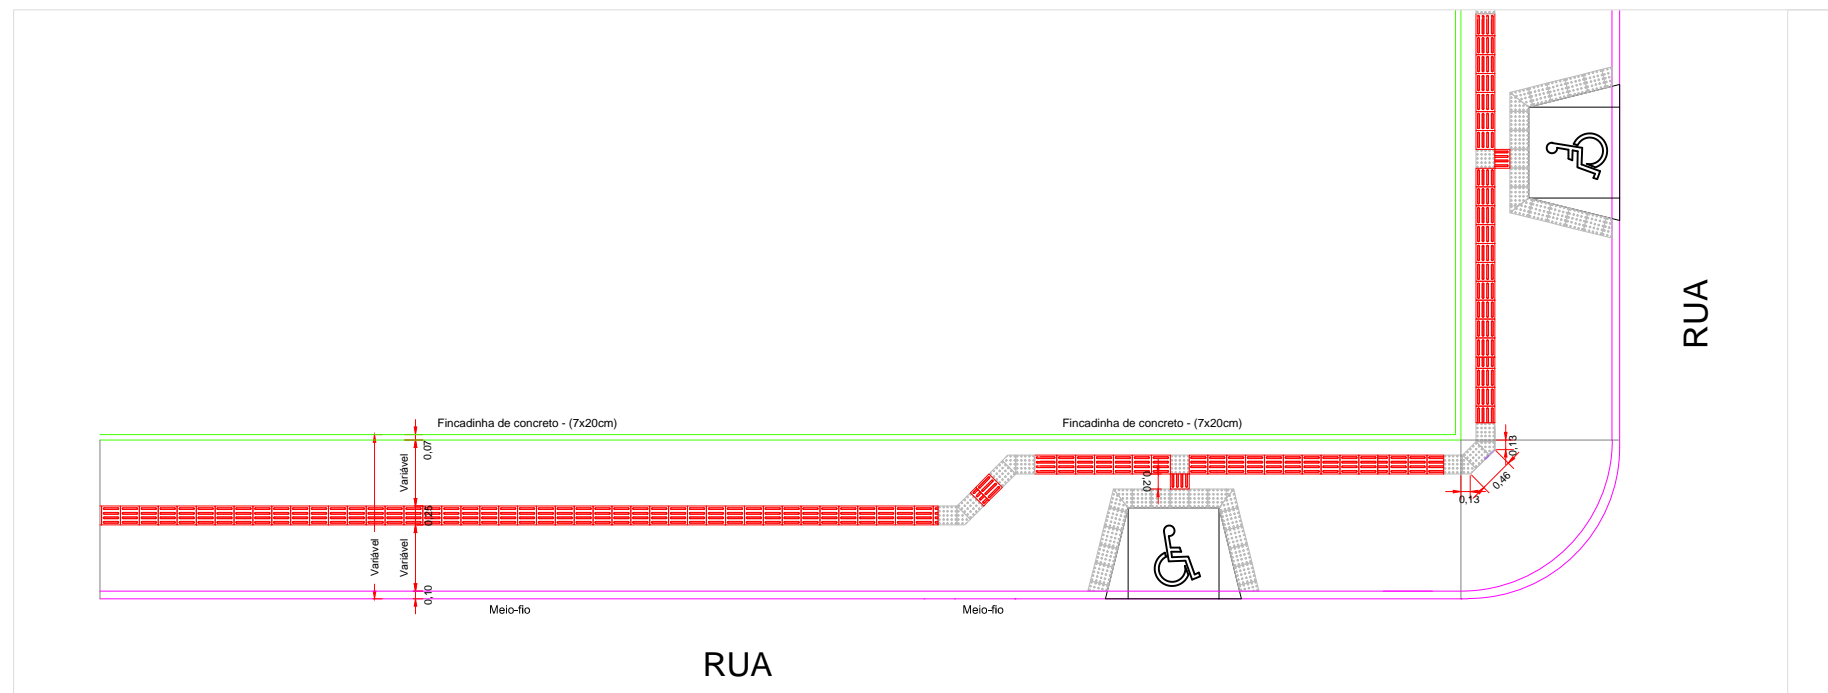 RUA
Fincadinha de concreto - (7x20cm)
Fincadinha de concreto - (7x20cm)
0,07
Variável
0,25
Variável
Variável
0,10
0,20
0,13
0,46
0,13
Meio-fio
Meio-fio
RUA